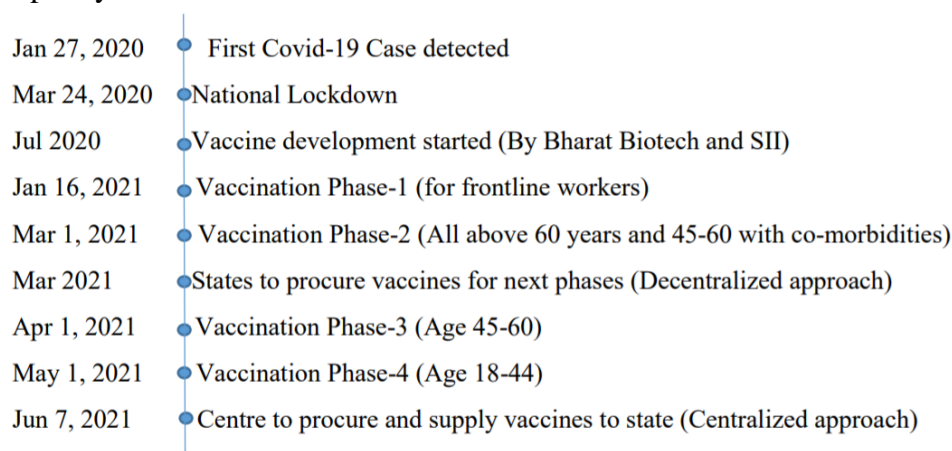 Jan 27, 2020 First Covid-19 Case detected
Mar 24, 2020 National Lockdown
Jul 2020 Vaccine development started (By Bharat Biotech and SII)
Jan 16, 2021 Vaccination Phase-1 (for frontline workers)
Mar 1, 2021 Vaccination Phase-2 (All above 60 years and 45-60 with co-morbidities)
Mar 2021 States to procure vaccines for next phases (Decentralized approach)
Apr 1, 2021 Vaccination Phase-3 (Age 45-60)
May 1, 2021 Vaccination Phase-4 (Age 18-44)
Jun 7, 2021 Centre to procure and supply vaccines to state (Centralized approach)